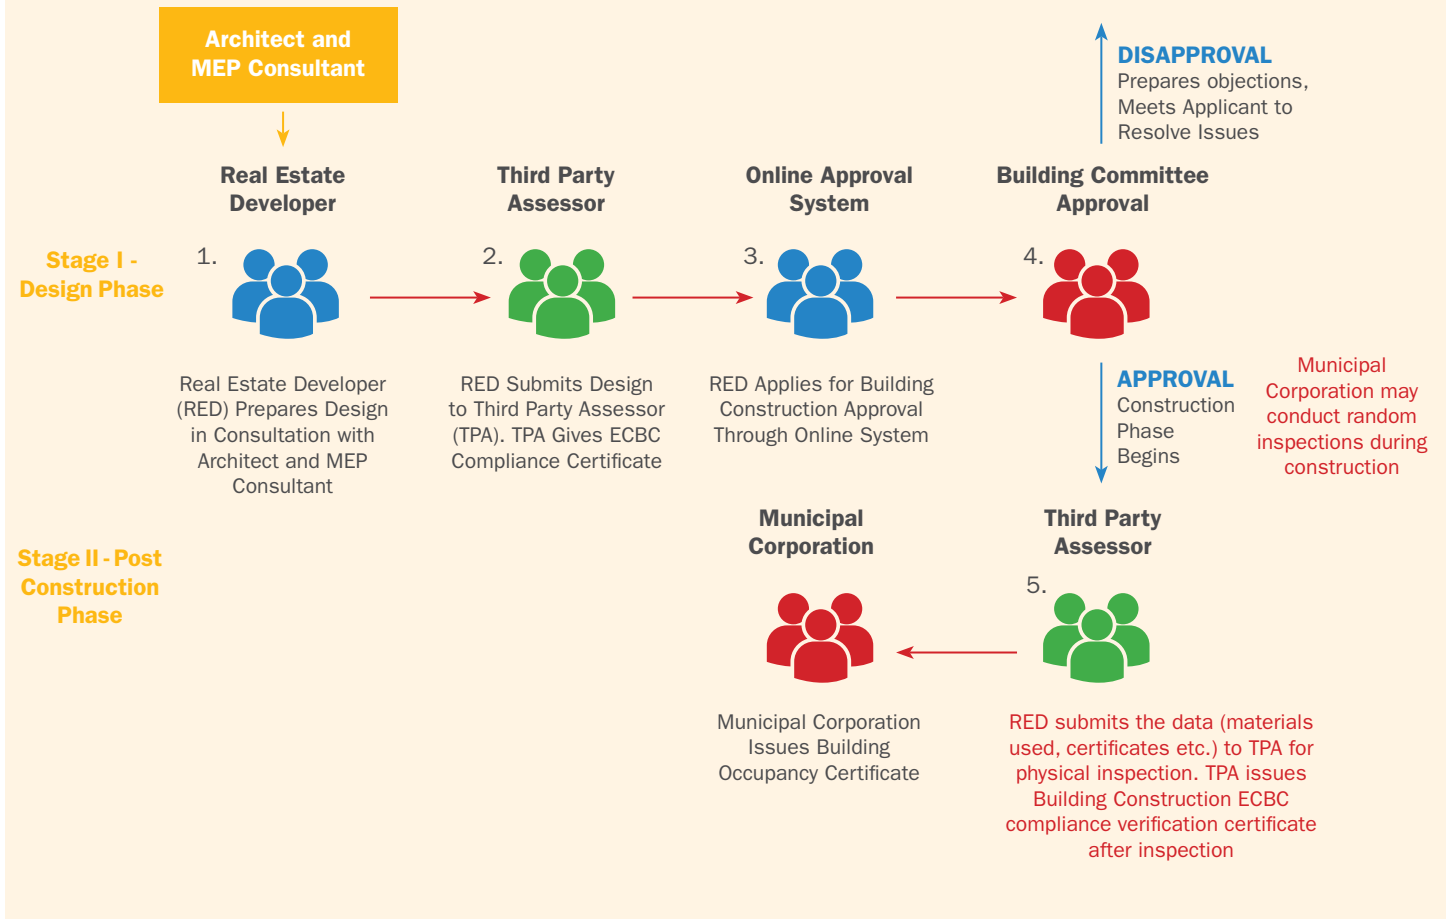 Architect and
MEP Consultant
DISAPPROVAL
Prepares objections,
Meets Applicant to
Resolve Issues
Real Estate
Developer
Third Party
Assessor
Online Approval
System
Building Committee
Approval
Stage I -
Design Phase
1.
2.
3.
4.
Real Estate Developer
(RED) Prepares Design
in Consultation with
Architect and MEP
Consultant
RED Submits Design
to Third Party Assessor
(TPA). TPA Gives ECBC
Compliance Certificate
RED Applies for Building
Construction Approval
Through Online System
APPROVAL
Construction
Phase
Begins
Municipal
Corporation may
conduct random
inspections during
construction
Stage II - Post
Construction
Phase
Municipal
Corporation
Third Party
Assessor
5.
Municipal Corporation
Issues Building
Occupancy Certificate
RED submits the data (materials
used, certificates etc.) to TPA for
physical inspection. TPA issues
Building Construction ECBC
compliance verification certificate
after inspection